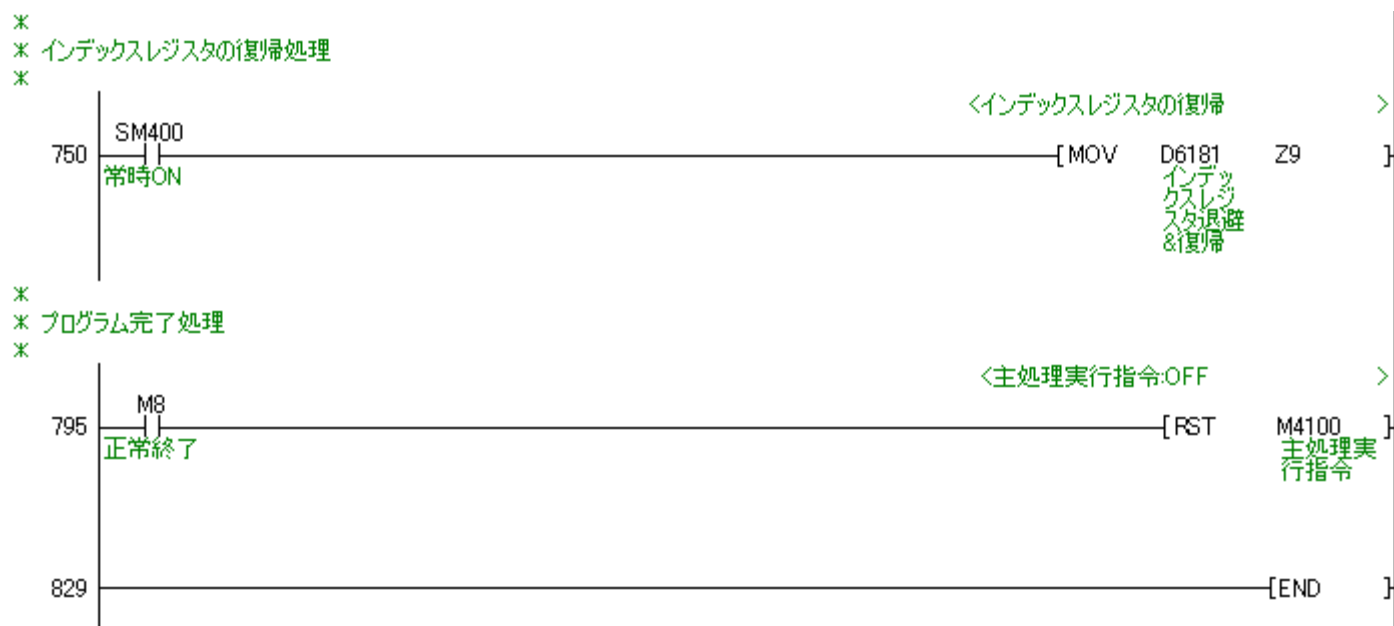 *
* インデックスレジスタの復帰処理
*
<インデックスレジスタの復帰 >
SM400
750 [MOV D6181 Z9 ]
常時ON
インデッ
クスレジ
スタ退避
&復帰
*
* プログラム完了処理
*
<主処理実行指令:OFF >
M8
795 [RST M4100 ]
正常終了
主処理実
行指令
829 [END ]